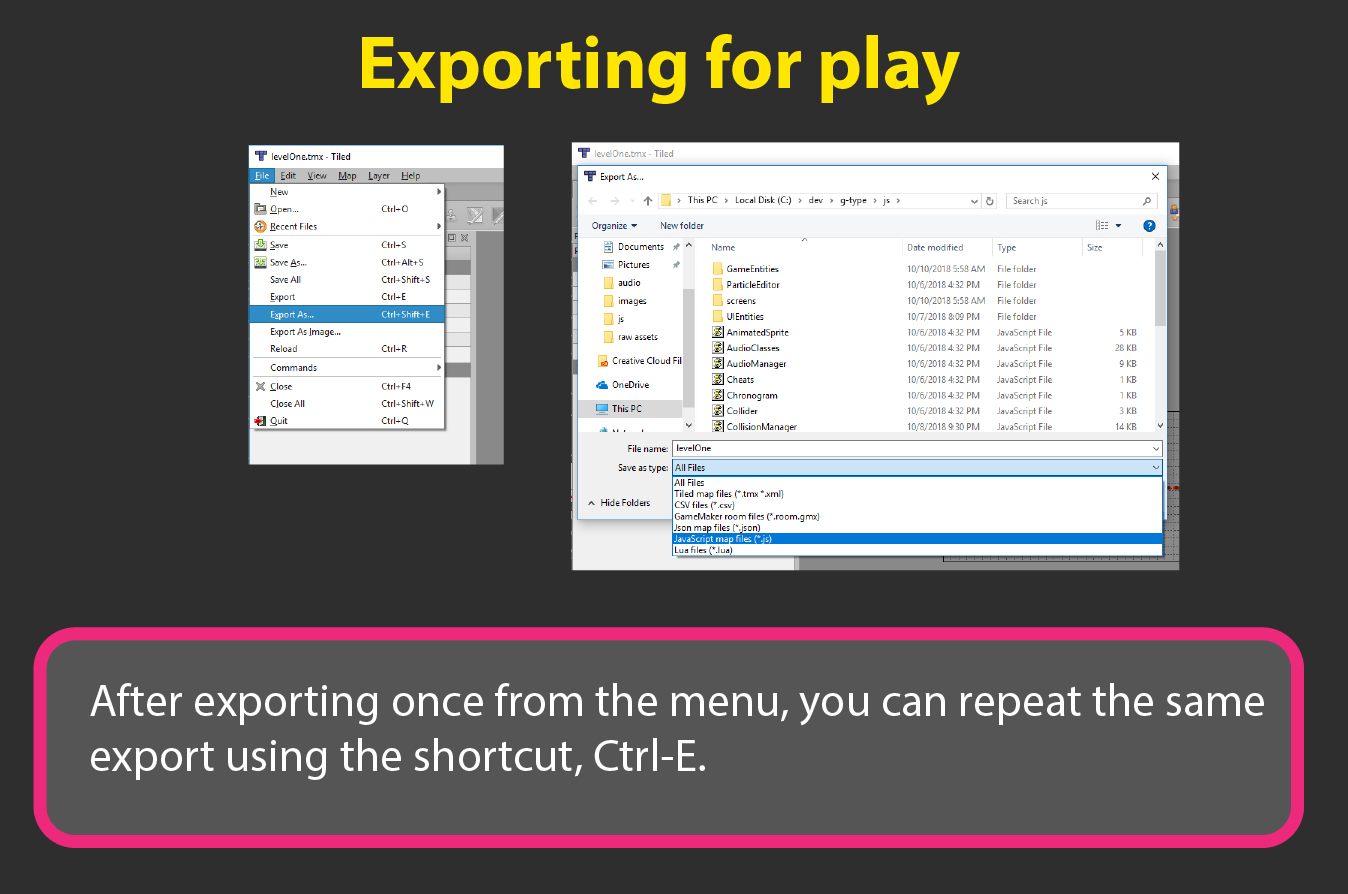 Exporting for play
levelOne.tmx - Tiled
File Edit View Map Layer Help
New
Open... Ctrl+O
Recent Files
Save Ctrl+S
Save As... Ctrl+Alt+S
Save All Ctrl+Shift+S
Export Ctrl+E
Export As... Ctrl+Shift+E
Export As Image...
Reload Ctrl+R
Commands
Close Ctrl+F4
Close All Ctrl+Shift+W
Quit Ctrl+Q
levelOne.tmx - Tiled
Export As...
This PC > Local Disk (C:) > dev > g-type > js > Search js
Organize New folder
Documents
Pictures
audio
images
js
raw assets
Creative Cloud Fil
OneDrive
This PC
Name Date modified Type Size
GameEntities 10/10/2018 5:58 AM File folder
ParticleEditor 10/6/2018 4:32 PM File folder
screens 10/10/2018 5:58 AM File folder
UIEntities 10/7/2018 8:09 PM File folder
AnimatedSprite 10/6/2018 4:32 PM JavaScript File 5 KB
AudioClasses 10/6/2018 4:32 PM JavaScript File 28 KB
AudioManager 10/6/2018 4:32 PM JavaScript File 9 KB
Cheats 10/6/2018 4:32 PM JavaScript File 1 KB
Chronogram 10/6/2018 4:32 PM JavaScript File 1 KB
Collider 10/6/2018 4:32 PM JavaScript File 3 KB
CollisionManager 10/8/2018 9:30 PM JavaScript File 14 KB
File name: levelOne
Save as type: All Files
Hide Folders
All Files
Tiled map files (*.tmx *.xml)
CSV files (*.csv)
GameMaker room files (*.room.gmx)
Json map files (*.json)
JavaScript map files (*.js)
Lua files (*.lua)
After exporting once from the menu, you can repeat the same
export using the shortcut, Ctrl-E.